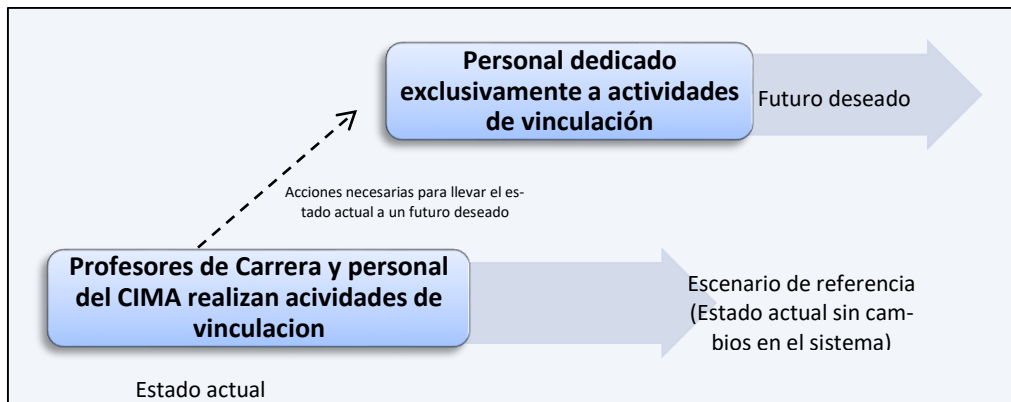 Personal dedicado
exclusivamente a actividades
de vinculación
Futuro deseado
Acciones necesarias para llevar el es-
tado actual a un futuro deseado
Profesores de Carrera y personal
del CIMA realizan acividades de
vinculacion
Escenario de referencia
(Estado actual sin cam-
bios en el sistema)
Estado actual